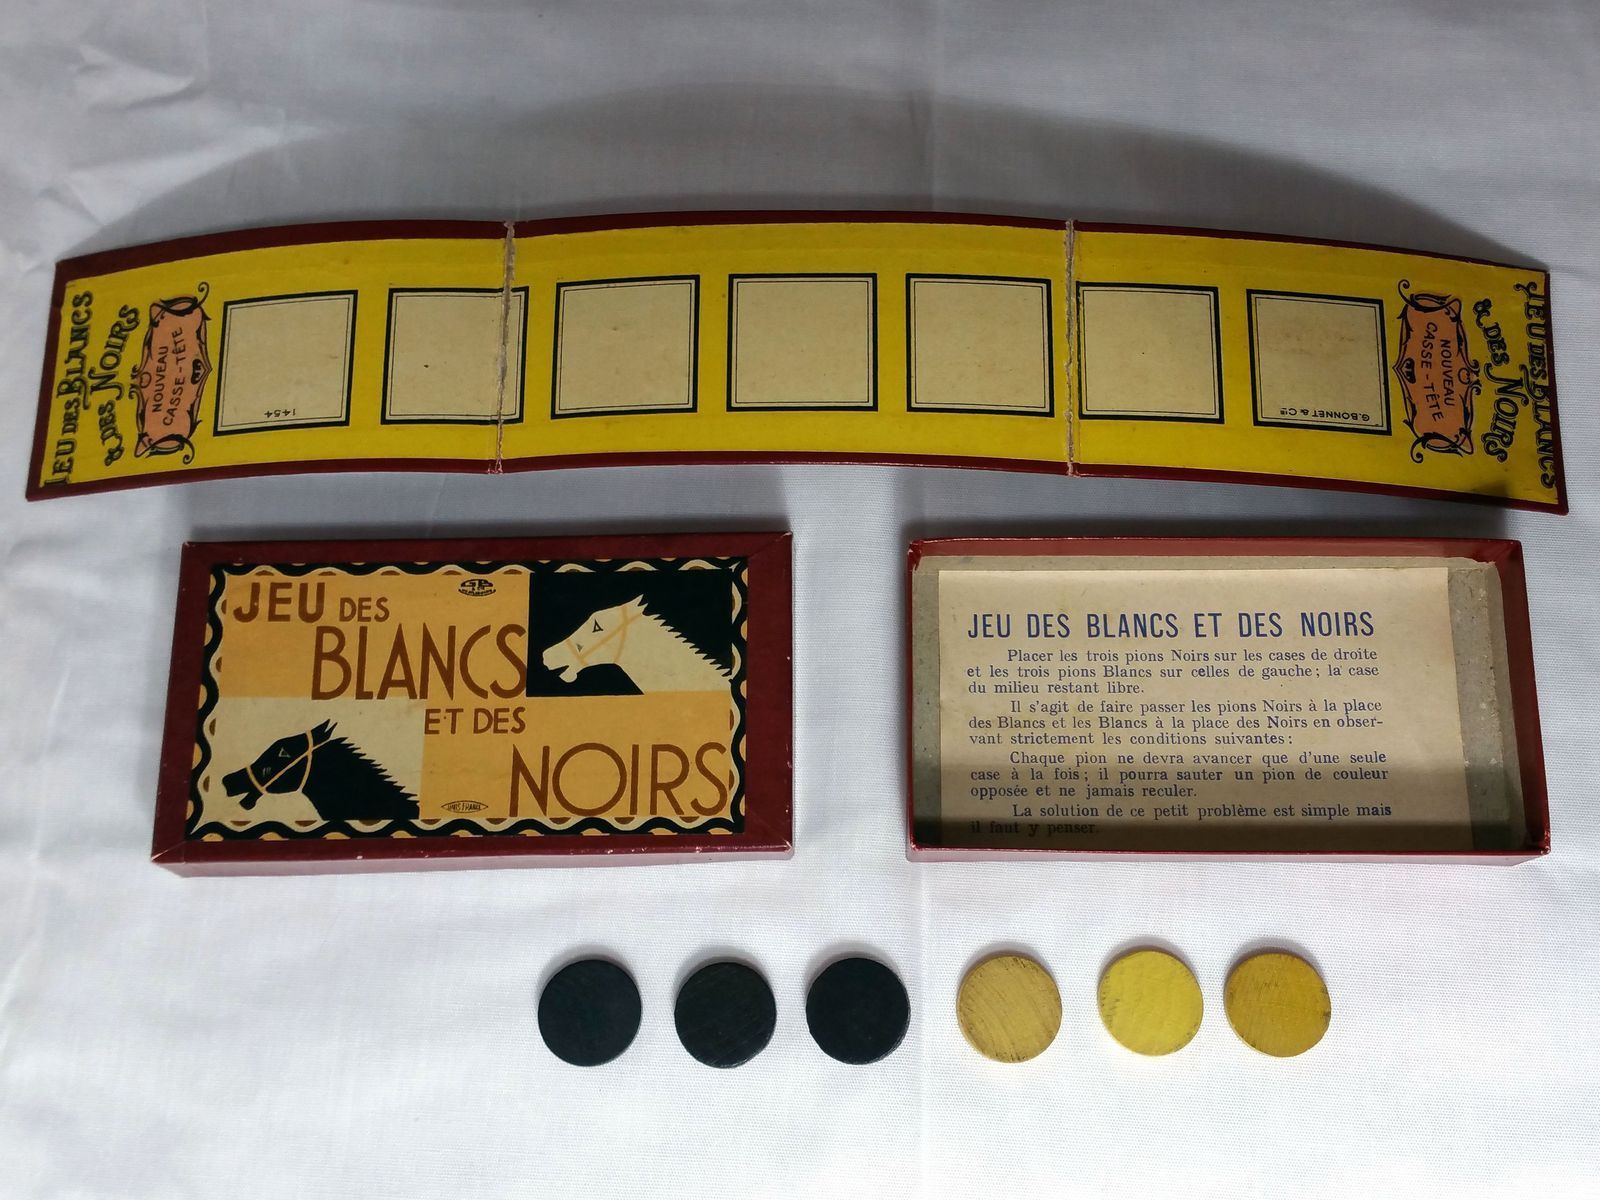 JEU DES BLANCS
& DES NOIRS
NOUVEAU
CASSE-TÊTE
1454
G. BONNET & Cie
NOUVEAU
CASSE-TÊTE
JEU DES BLANCS
& DES NOIRS
JEU DES
BLANCS
ET DES
NOIRS
JEU DES BLANCS ET DES NOIRS
Placer les trois pions Noirs sur les cases de droite
et les trois pions Blancs sur celles de gauche ; la case
du milieu restant libre.
Il s'agit de faire passer les pions Noirs à la place
des Blancs et les Blancs à la place des Noirs en obser-
vant strictement les conditions suivantes :
Chaque pion ne devra avancer que d'une seule
case à la fois ; il pourra sauter un pion de couleur
opposée et ne jamais reculer.
La solution de ce petit problème est simple mais
il faut y penser.